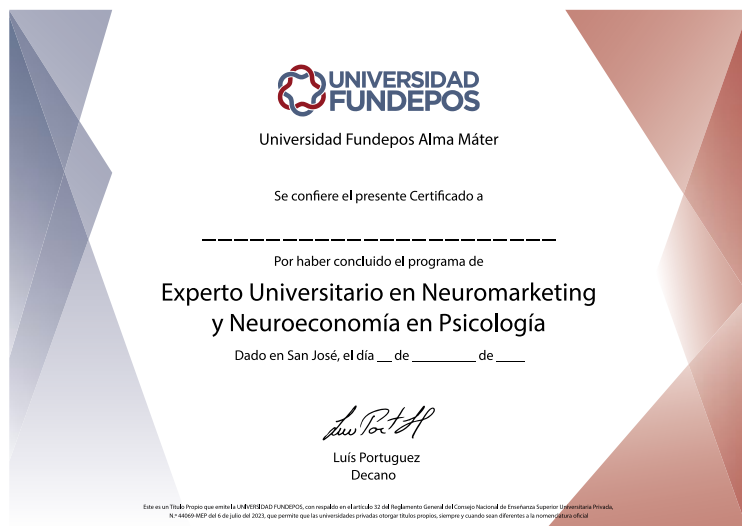 UNIVERSIDAD
FUNDEPOS
Universidad Fundepos Alma Máter
Se confiere el presente Certificado a
Por haber concluido el programa de
Experto Universitario en Neuromarketing
y Neuroeconomía en Psicología
Dado en San José, el día __ de ________ de ____
Luis Portuguez
Decano
Este es un Título Propio que emite la UNIVERSIDAD FUNDEPOS, con respaldo en el artículo 32 del Reglamento General del Consejo Nacional de Enseñanza Superior Universitaria Privada,
N.º 44069-MEP del 6 de julio del 2023, que permite que las universidades privadas otorgar títulos propios, siempre y cuando sean diferentes a la nomenclatura oficial